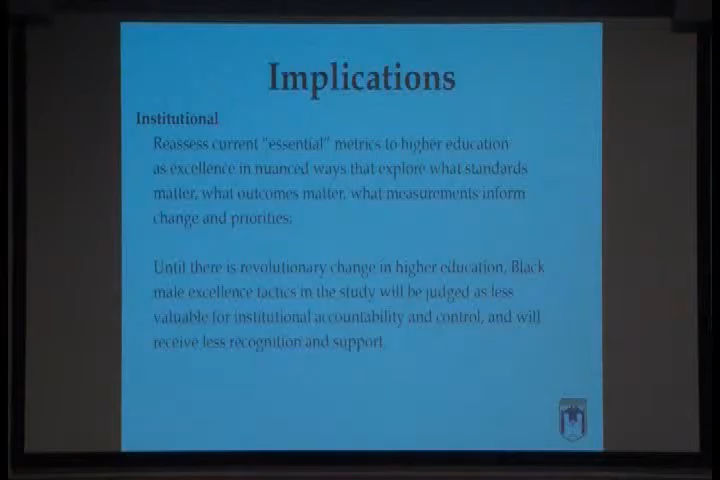 Implications
Institutional
Reassess current "essential" metrics to higher education
as excellence in nuanced ways that explore what standards
matter, what outcomes matter, what measurements inform
change and priorities.
Until there is revolutionary change in higher education, Black
male excellence tactics in the study will be judged as less
valuable for institutional accountability and control, and will
receive less recognition and support.